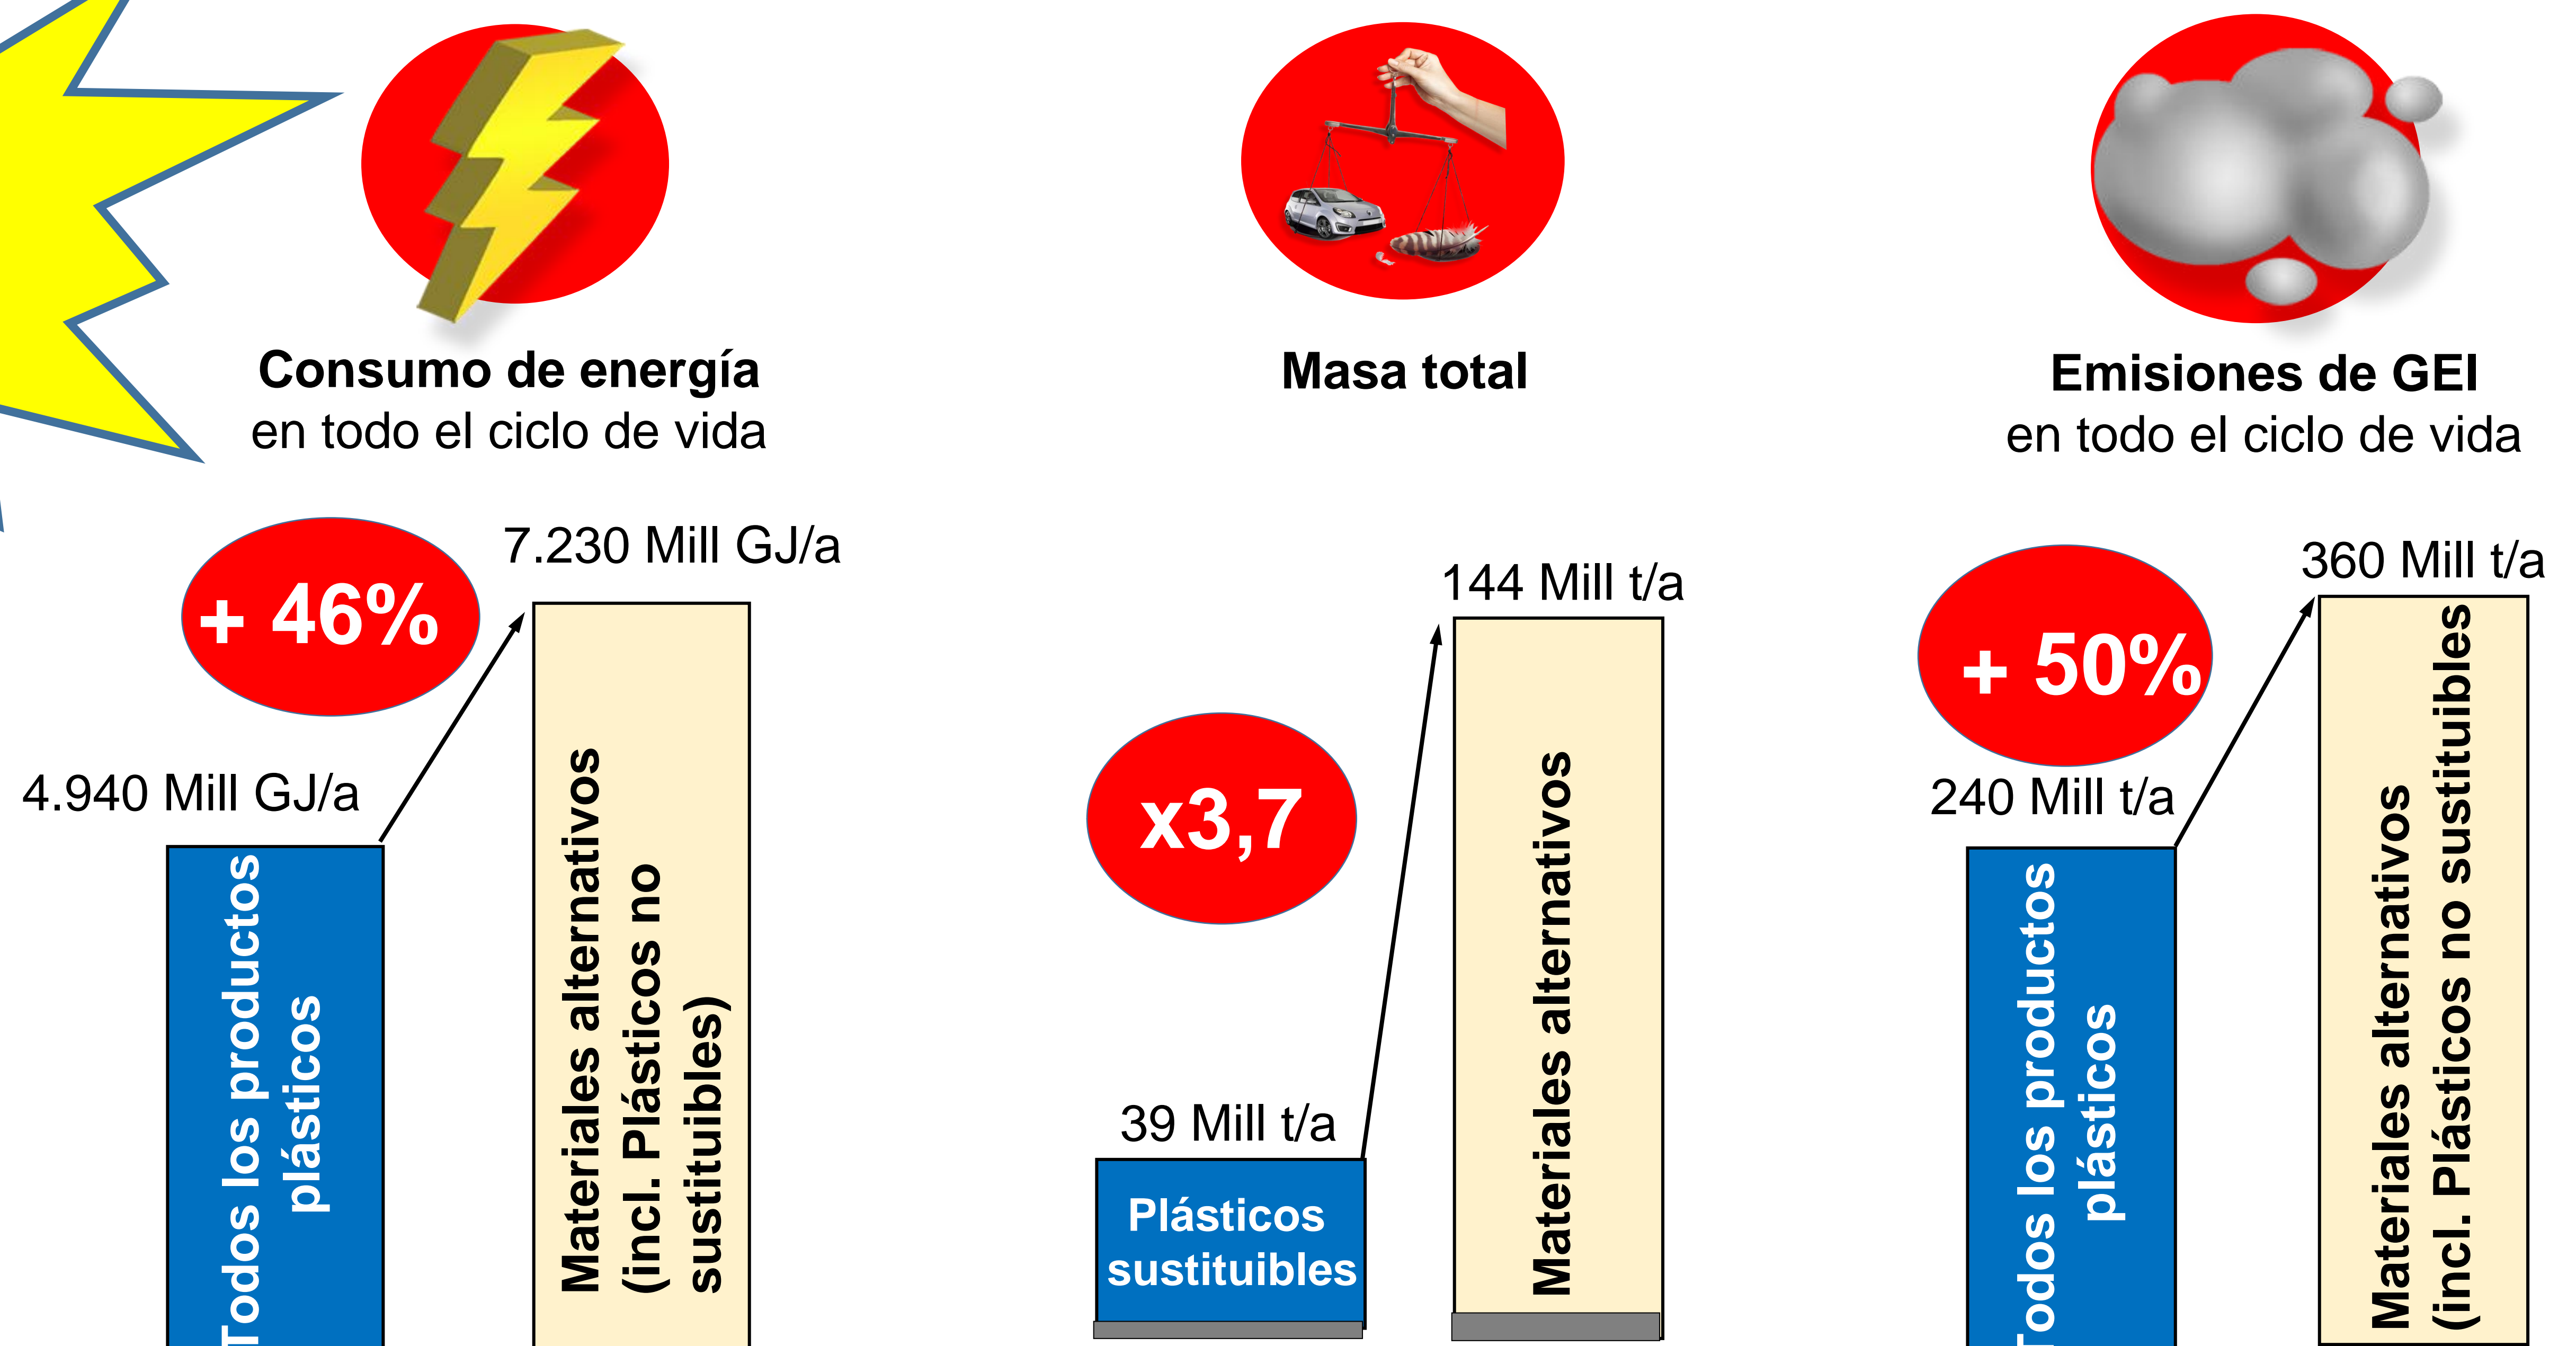 Consumo de energía
en todo el ciclo de vida
+ 46%
7.230 Mill GJ/a
4.940 Mill GJ/a
Todos los productos
plásticos
Materiales alternativos
(incl. Plásticos no
sustituibles)
Masa total
144 Mill t/a
x3,7
39 Mill t/a
Plásticos
sustituibles
Materiales alternativos
Emisiones de GEI
en todo el ciclo de vida
360 Mill t/a
+ 50%
240 Mill t/a
Todos los productos
plásticos
Materiales alternativos
(incl. Plásticos no sustituibles